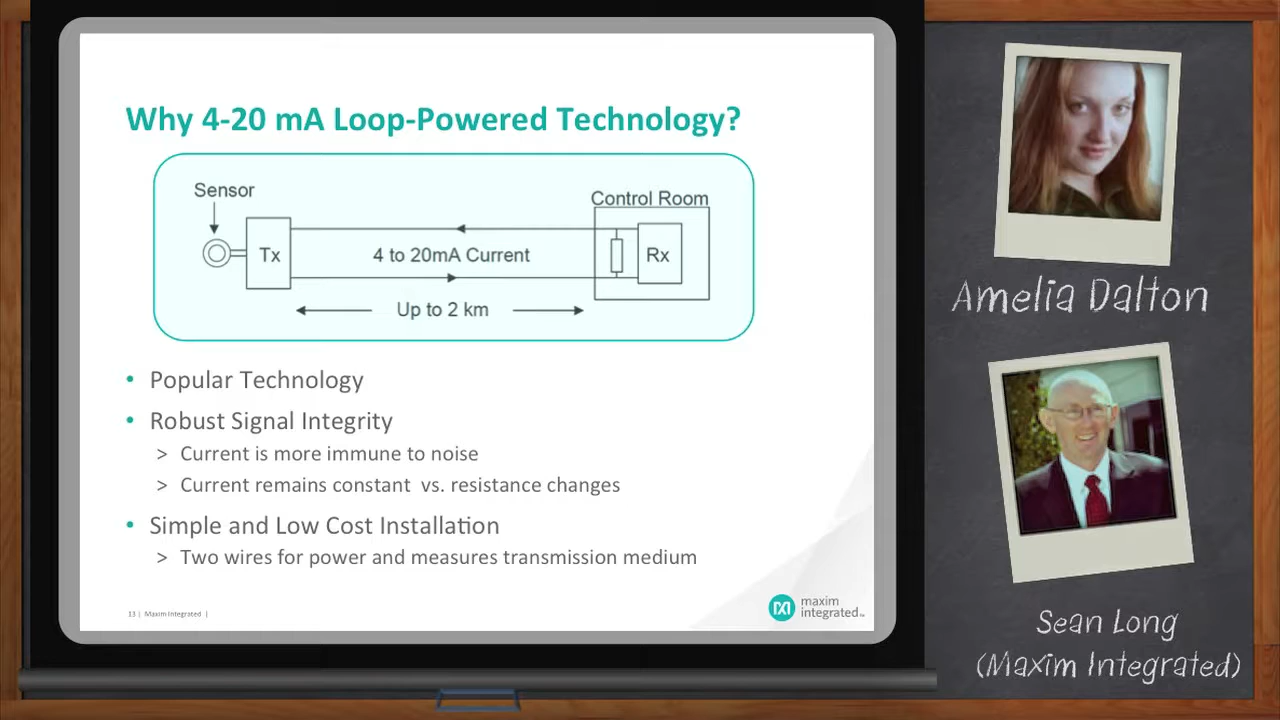 Why 4-20 mA Loop-Powered Technology?
Sensor
Control Room
Tx
4 to 20mA Current
Rx
Up to 2 km
• Popular Technology
• Robust Signal Integrity
> Current is more immune to noise
> Current remains constant vs. resistance changes
• Simple and Low Cost Installation
> Two wires for power and measures transmission medium
13 | Maxim Integrated |
maxim
integrated™
Amelia Dalton
Sean Long
(Maxim Integrated)